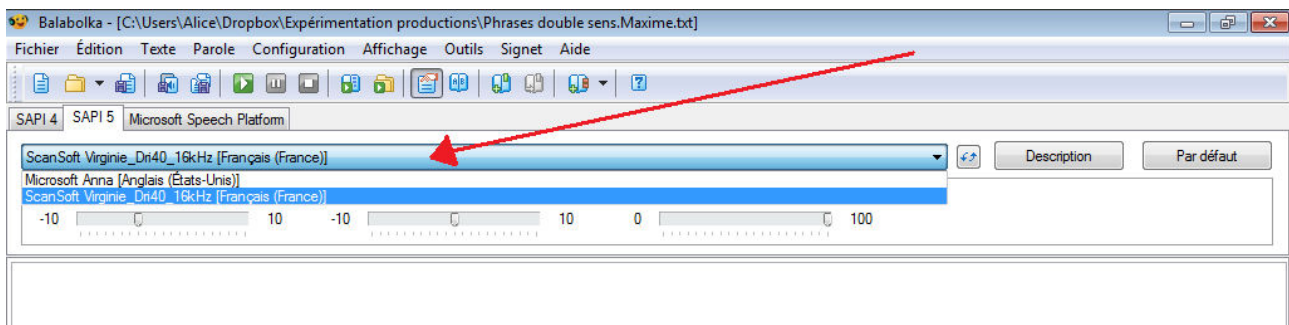 Balabolka - [C:\Users\Alice\Dropbox\Expérimentation productions\Phrases double sens.Maxime.txt]
Fichier Édition Texte Parole Configuration Affichage Outils Signet Aide
SAPI 4 SAPI 5 Microsoft Speech Platform
ScanSoft Virginie_Dri40_16kHz [Français (France)] Description Par défaut
Microsoft Anna [Anglais (États-Unis)]
ScanSoft Virginie_Dri40_16kHz [Français (France)]
-10 10 -10 10 0 100